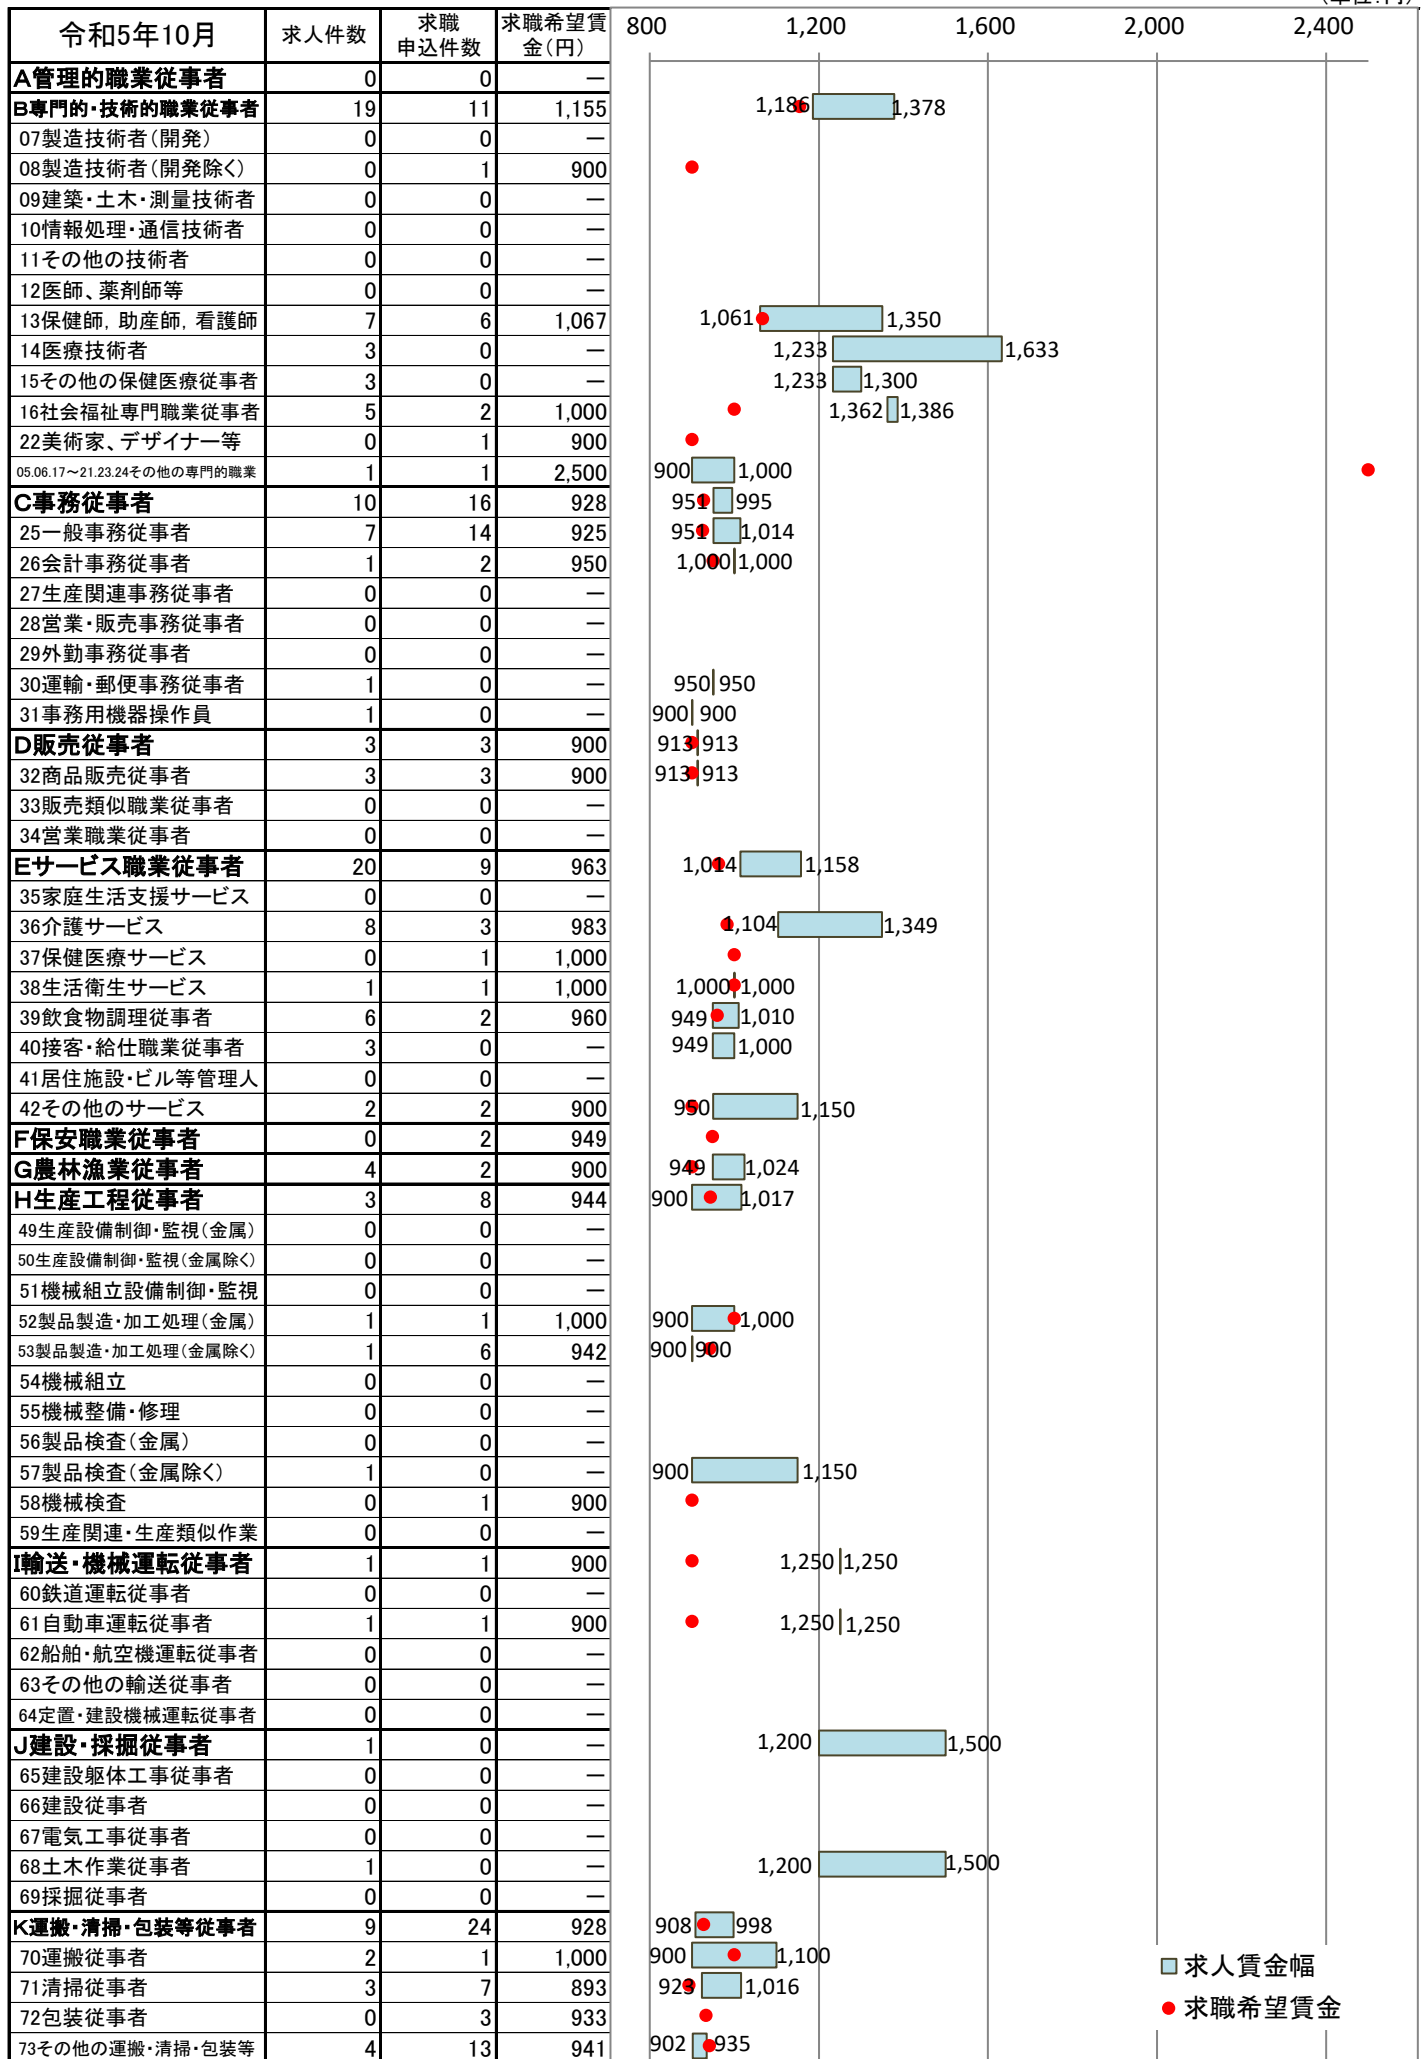 (単位:円)
令和5年10月 求人件数 求職申込件数 求職希望賃金(円) 800 1,200 1,600 2,000 2,400
A管理的職業従事者 0 0 ―
B専門的・技術的職業従事者 19 11 1,155 1,186 1,378
07製造技術者(開発) 0 0 ―
08製造技術者(開発除く) 0 1 900
09建築・土木・測量技術者 0 0 ―
10情報処理・通信技術者 0 0 ―
11その他の技術者 0 0 ―
12医師、薬剤師等 0 0 ―
13保健師, 助産師, 看護師 7 6 1,067 1,061 1,350
14医療技術者 3 0 ― 1,233 1,633
15その他の保健医療従事者 3 0 ― 1,233 1,300
16社会福祉専門職業従事者 5 2 1,000 1,362 1,386
22美術家、デザイナー等 0 1 900
05.06.17～21.23.24その他の専門的職業 1 1 2,500 900 1,000
C事務従事者 10 16 928 951 995
25一般事務従事者 7 14 925 951 1,014
26会計事務従事者 1 2 950 1,000 1,000
27生産関連事務従事者 0 0 ―
28営業・販売事務従事者 0 0 ―
29外勤事務従事者 0 0 ―
30運輸・郵便事務従事者 1 0 ― 950 950
31事務用機器操作員 1 0 ― 900 900
D販売従事者 3 3 900 913 913
32商品販売従事者 3 3 900 913 913
33販売類似職業従事者 0 0 ―
34営業職業従事者 0 0 ―
Eサービス職業従事者 20 9 963 1,014 1,158
35家庭生活支援サービス 0 0 ―
36介護サービス 8 3 983 1,104 1,349
37保健医療サービス 0 1 1,000
38生活衛生サービス 1 1 1,000 1,000 1,000
39飲食物調理従事者 6 2 960 949 1,010
40接客・給仕職業従事者 3 0 ― 949 1,000
41居住施設・ビル等管理人 0 0 ―
42その他のサービス 2 2 900 950 1,150
F保安職業従事者 0 2 949
G農林漁業従事者 4 2 900 949 1,024
H生産工程従事者 3 8 944 900 1,017
49生産設備制御・監視(金属) 0 0 ―
50生産設備制御・監視(金属除く) 0 0 ―
51機械組立設備制御・監視 0 0 ―
52製品製造・加工処理(金属) 1 1 1,000 900 1,000
53製品製造・加工処理(金属除く) 1 6 942 900 900
54機械組立 0 0 ―
55機械整備・修理 0 0 ―
56製品検査(金属) 0 0 ―
57製品検査(金属除く) 1 0 ― 900 1,150
58機械検査 0 1 900
59生産関連・生産類似作業 0 0 ―
I輸送・機械運転従事者 1 1 900 1,250 1,250
60鉄道運転従事者 0 0 ―
61自動車運転従事者 1 1 900 1,250 1,250
62船舶・航空機運転従事者 0 0 ―
63その他の輸送従事者 0 0 ―
64定置・建設機械運転従事者 0 0 ―
J建設・採掘従事者 1 0 ― 1,200 1,500
65建設躯体工事従事者 0 0 ―
66建設従事者 0 0 ―
67電気工事従事者 0 0 ―
68土木作業従事者 1 0 ― 1,200 1,500
69採掘従事者 0 0 ―
K運搬・清掃・包装等従事者 9 24 928 908 998
70運搬従事者 2 1 1,000 900 1,100
71清掃従事者 3 7 893 923 1,016
72包装従事者 0 3 933
73その他の運搬・清掃・包装等 4 13 941 902 935
求人賃金幅
求職希望賃金